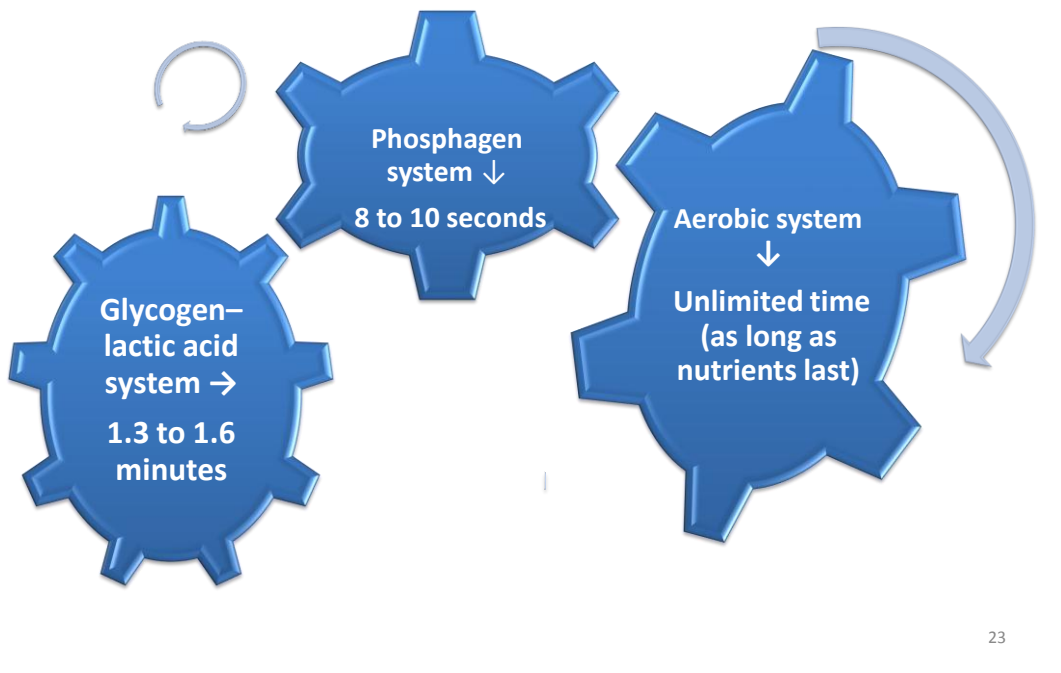 Phosphagen
system ↓
8 to 10 seconds
Aerobic system
↓
Unlimited time
(as long as
nutrients last)
Glycogen–
lactic acid
system →
1.3 to 1.6
minutes
23